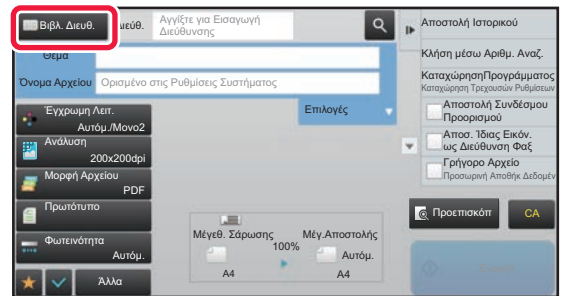 Βιβλ. Διευθ.
ιεύθ.
Αγγίξτε για Εισαγωγή
Διεύθυνσης
Θέμα
Όνομα Αρχείου
Ορισμένο στις Ρυθμίσεις Συστήματος
Έγχρωμη Λειτ.
Αυτόμ./Μονο2
Επιλογές
Ανάλυση
200x200dpi
Μορφή Αρχείου
PDF
Πρωτότυπο
Φωτεινότητα
Αυτόμ.
Άλλα
Μέγεθ. Σάρωσης
100%
Μέγ.Αποστολής
Αυτόμ.
A4
A4
Αποστολή Ιστορικού
Κλήση μέσω Αριθμ. Αναζ.
ΚαταχώρησηΠρογράμματος
Καταχώρηση Τρεχουσών Ρυθμίσεων
Αποστολή Συνδέσμου
Προορισμού
Αποσ. Ίδιας Εικόν.
ως Διεύθυνση Φαξ
Γρήγορο Αρχείο
Προσωρινή Αποθήκ Δεδομέν
Προεπισκόπ
CA